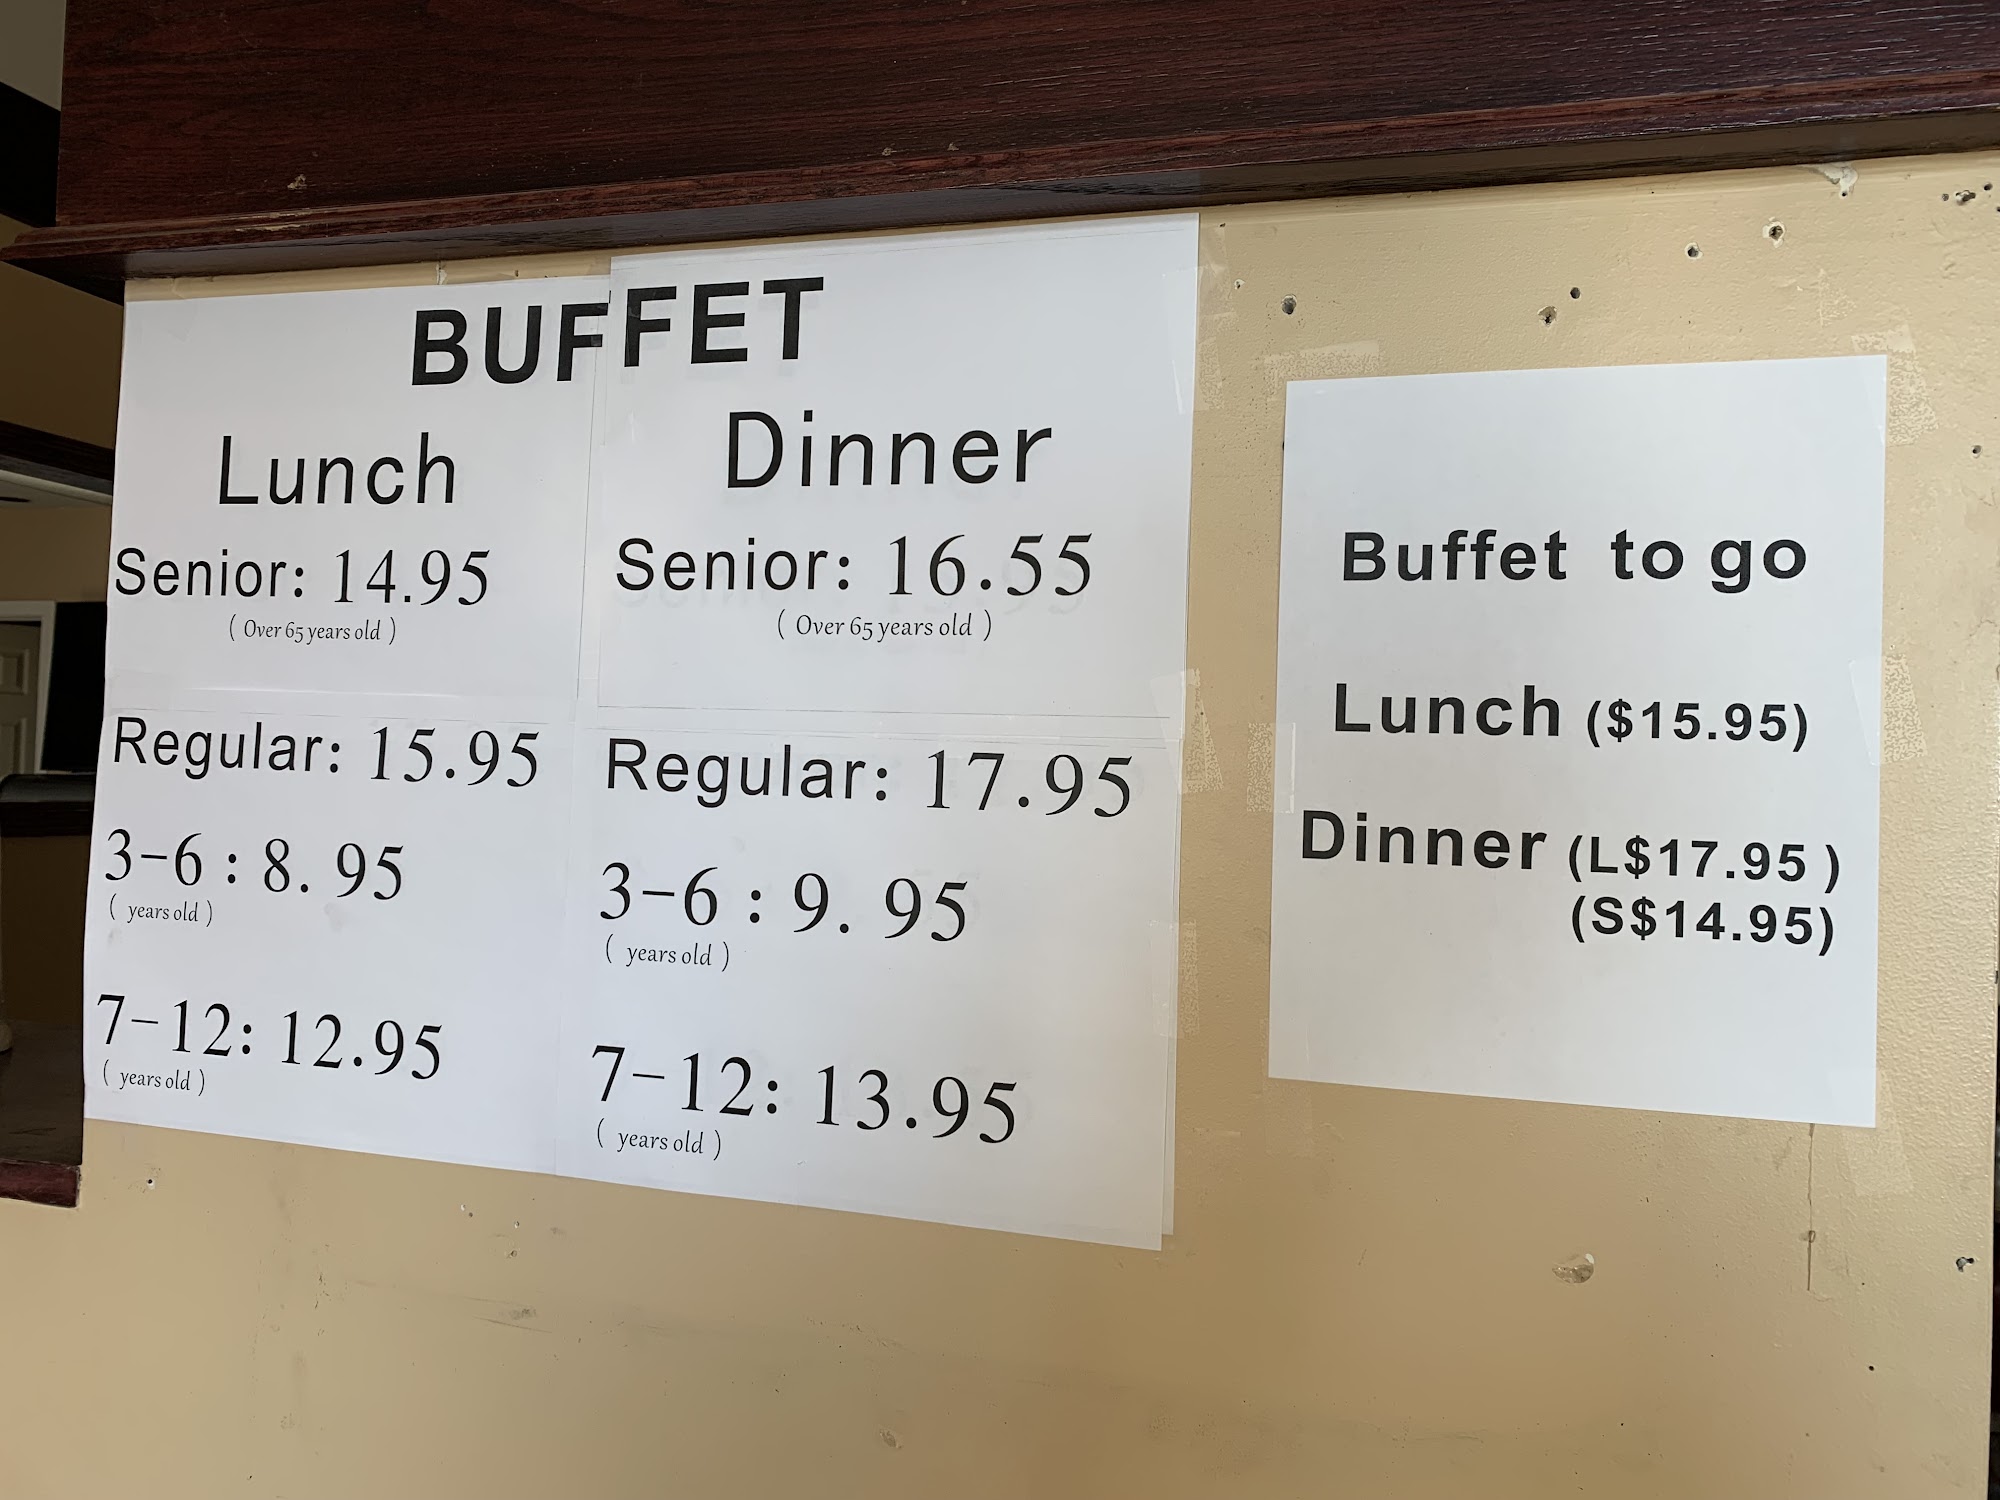 BUFFET
Lunch
Senior: 14.95
( Over 65 years old )
Regular: 15.95
3-6 : 8. 95
( years old )
7-12: 12.95
( years old )
Dinner
Senior: 16.55
( Over 65 years old )
Regular: 17.95
3-6 : 9. 95
( years old )
7-12: 13.95
( years old )
Buffet to go
Lunch ($15.95)
Dinner (L$17.95 )
(S$14.95)